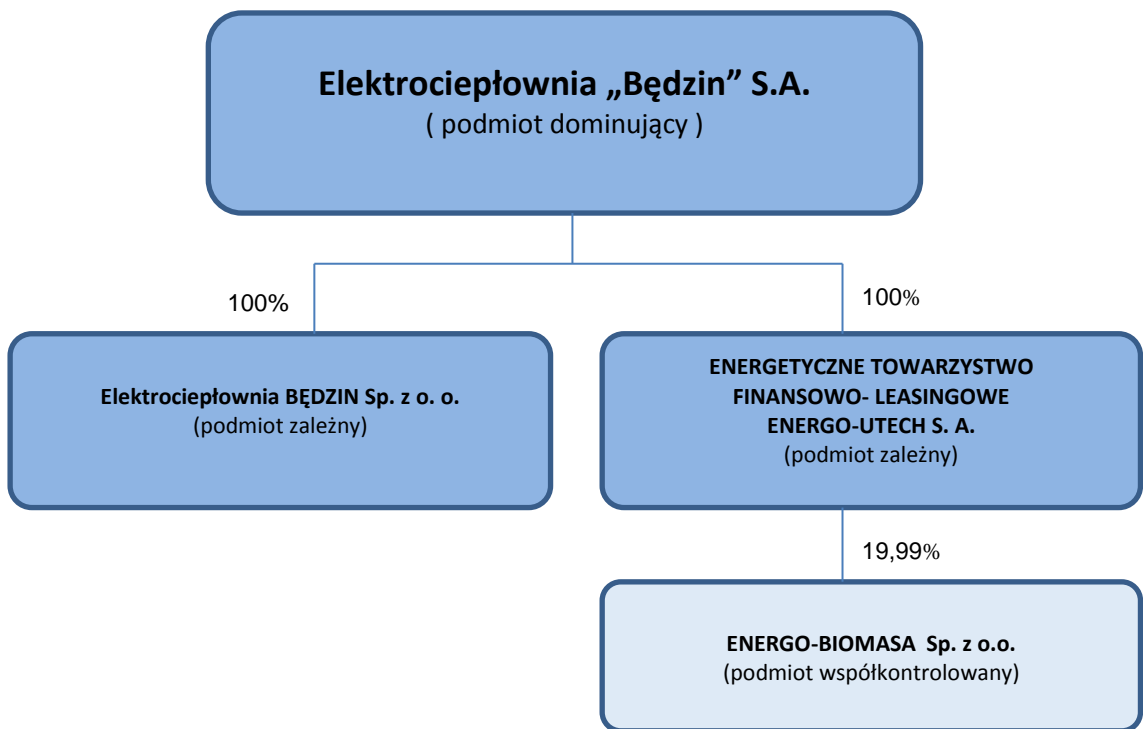 Elektrociepłownia „Będzin” S.A.
( podmiot dominujący )
100%
100%
Elektrociepłownia BĘDZIN Sp. z o. o.
(podmiot zależny)
ENERGETYCZNE TOWARZYSTWO
FINANSOWO- LEASINGOWE
ENERGO-UTECH S. A.
(podmiot zależny)
19,99%
ENERGO-BIOMASA Sp. z o.o.
(podmiot współkontrolowany)